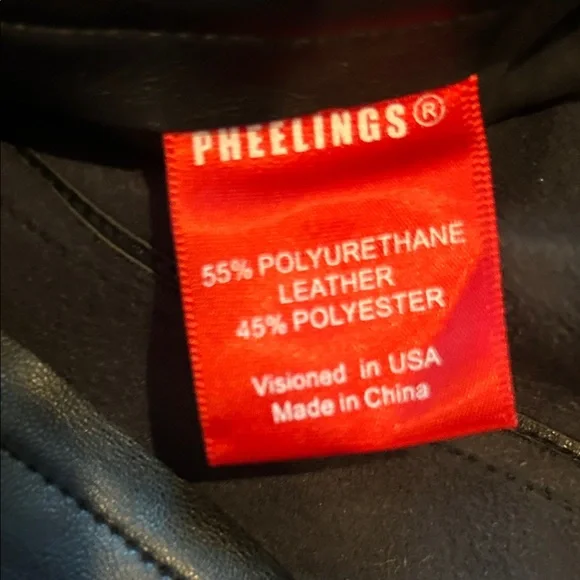 PHEELINGS®
55% POLYURETHANE
LEATHER
45% POLYESTER
Visioned in USA
Made in China